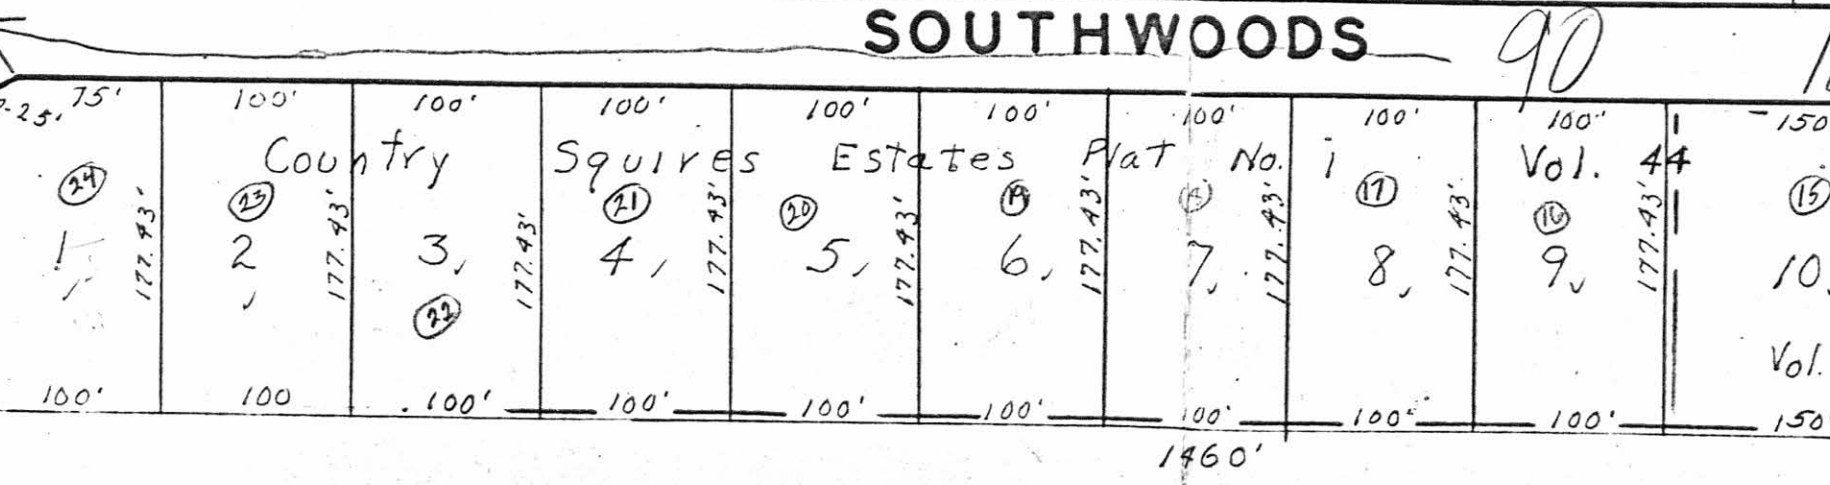 SOUTHWOODS 90
75' 100' 100' 100' 100' 100' 100' 100' 100' 150
Country Squires Estates Plat No. 1 Vol. 44
24 23 21 20 19 18 17 16 15
177.43' 177.43' 177.43' 177.43' 177.43' 177.43' 177.43' 177.43' 177.43'
1 2 3, 4, 5, 6, 7, 8, 9, 10,
22
Vol.
100' 100 100' 100' 100' 100' 100' 100' 100' 150
1460'